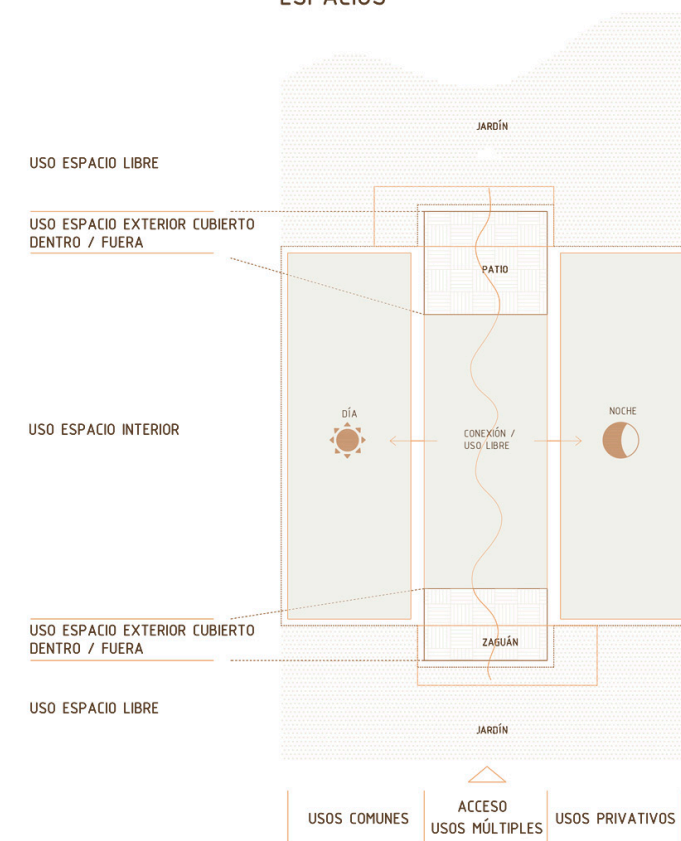 ESPACIOS
JARDÍN
USO ESPACIO LIBRE
USO ESPACIO EXTERIOR CUBIERTO
DENTRO / FUERA
PATIO
DÍA
NOCHE
USO ESPACIO INTERIOR
CONEXIÓN /
USO LIBRE
USO ESPACIO EXTERIOR CUBIERTO
DENTRO / FUERA
ZAGUÁN
USO ESPACIO LIBRE
JARDÍN
USOS COMUNES
ACCESO
USOS MÚLTIPLES
USOS PRIVATIVOS